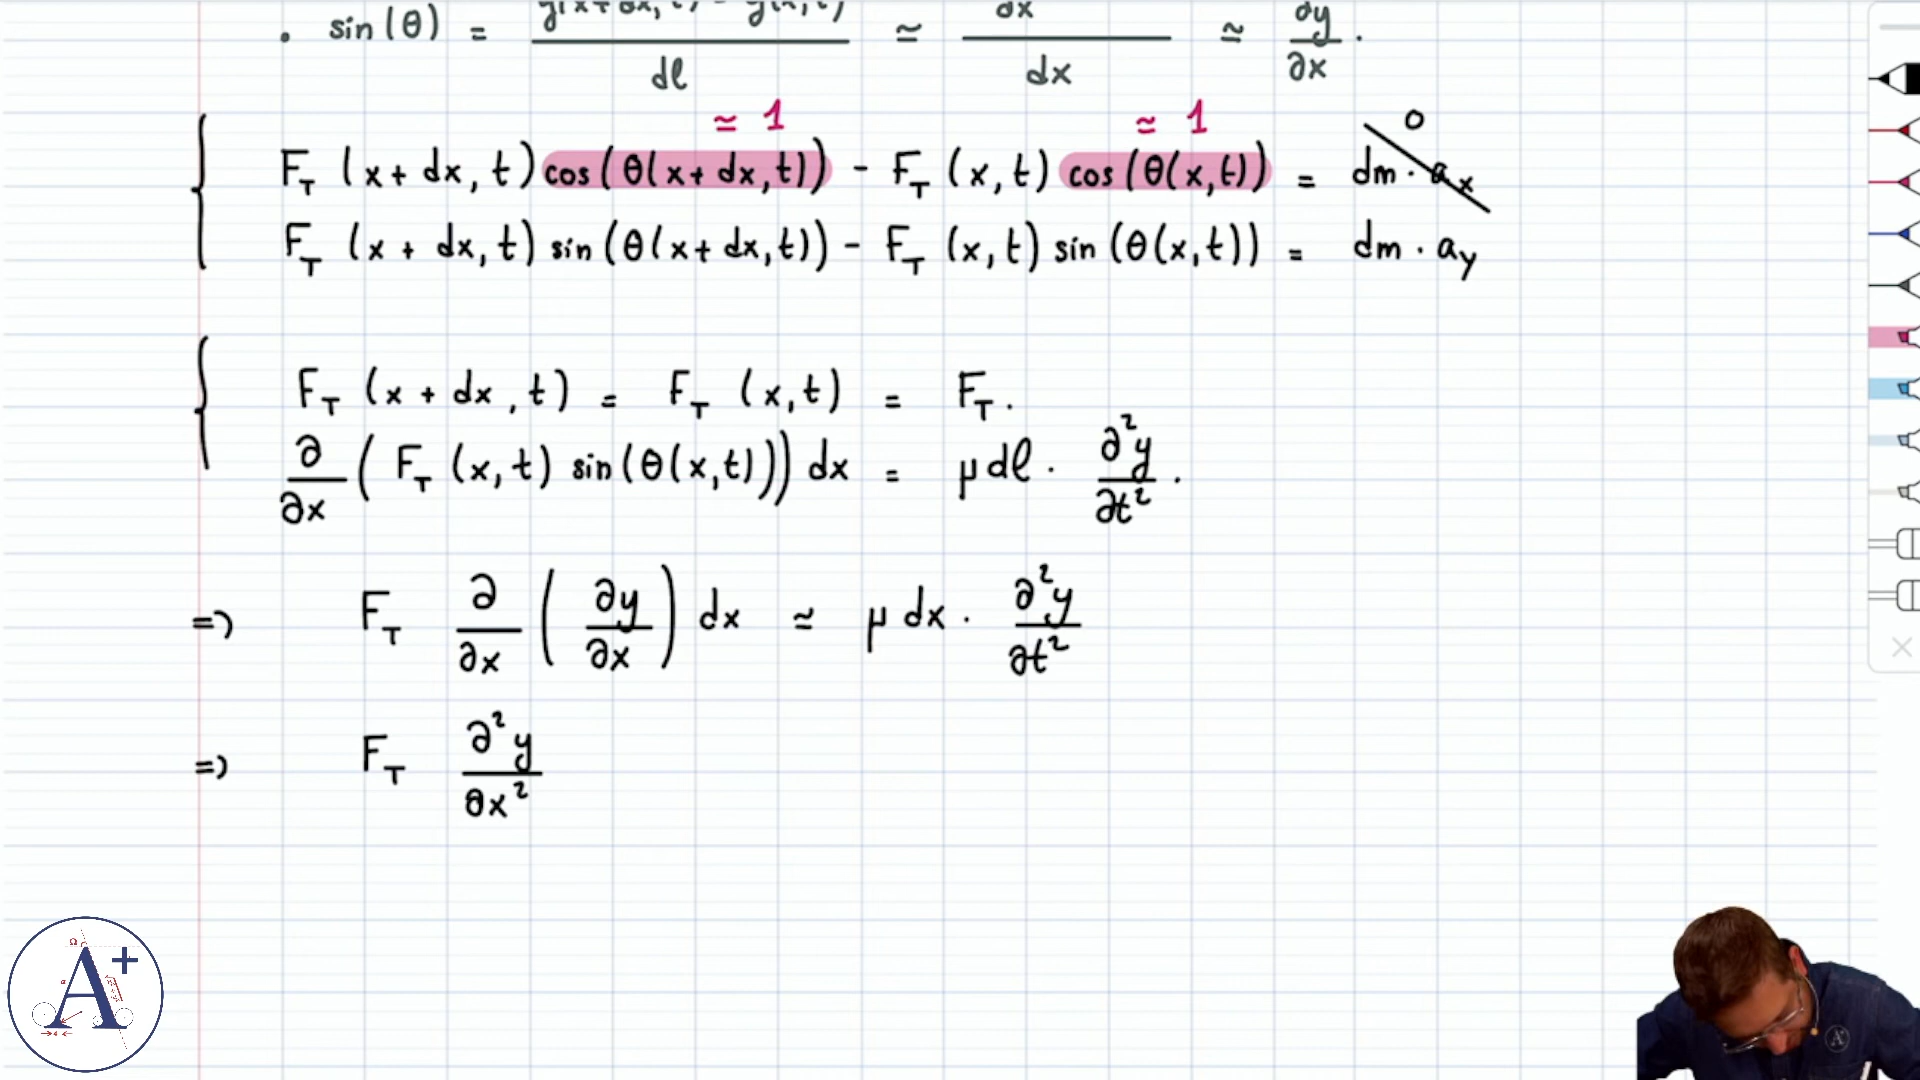 . sin(θ) = y(x+dx,t) - y(x,t) / dl ≃ ∂x / dx ≃ ∂y/∂x .
≃ 1 ≃ 1 0
F_T (x+dx,t) cos(θ(x+dx,t)) - F_T (x,t) cos(θ(x,t)) = dm · a_x
F_T (x+dx,t) sin(θ(x+dx,t)) - F_T (x,t) sin(θ(x,t)) = dm · a_y
F_T (x+dx,t) = F_T (x,t) = F_T .
∂/∂x ( F_T (x,t) sin(θ(x,t)) ) dx = μ dl · ∂²y/∂t² .
=> F_T ∂/∂x ( ∂y/∂x ) dx ≃ μ dx · ∂²y/∂t²
=> F_T ∂²y/∂x²
A+